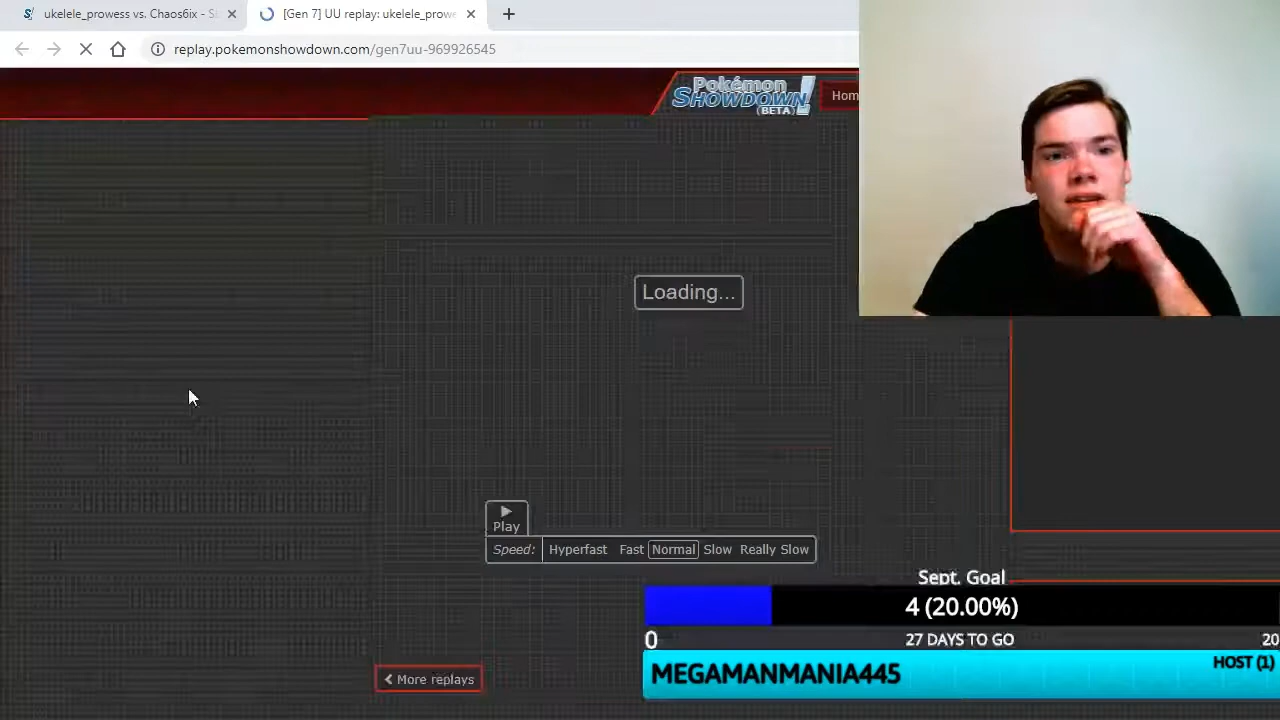 ukelele_prowess vs. Chaos6ix - S
[Gen 7] UU replay: ukelele_prowe
replay.pokemonshowdown.com/gen7uu-969926545
Pokémon
SHOWDOWN!
(BETA)
Hom
Loading...
Play
Speed: Hyperfast Fast Normal Slow Really Slow
Sept. Goal
4 (20.00%)
0 27 DAYS TO GO 20
HOST (1)
MEGAMANMANIA445
More replays